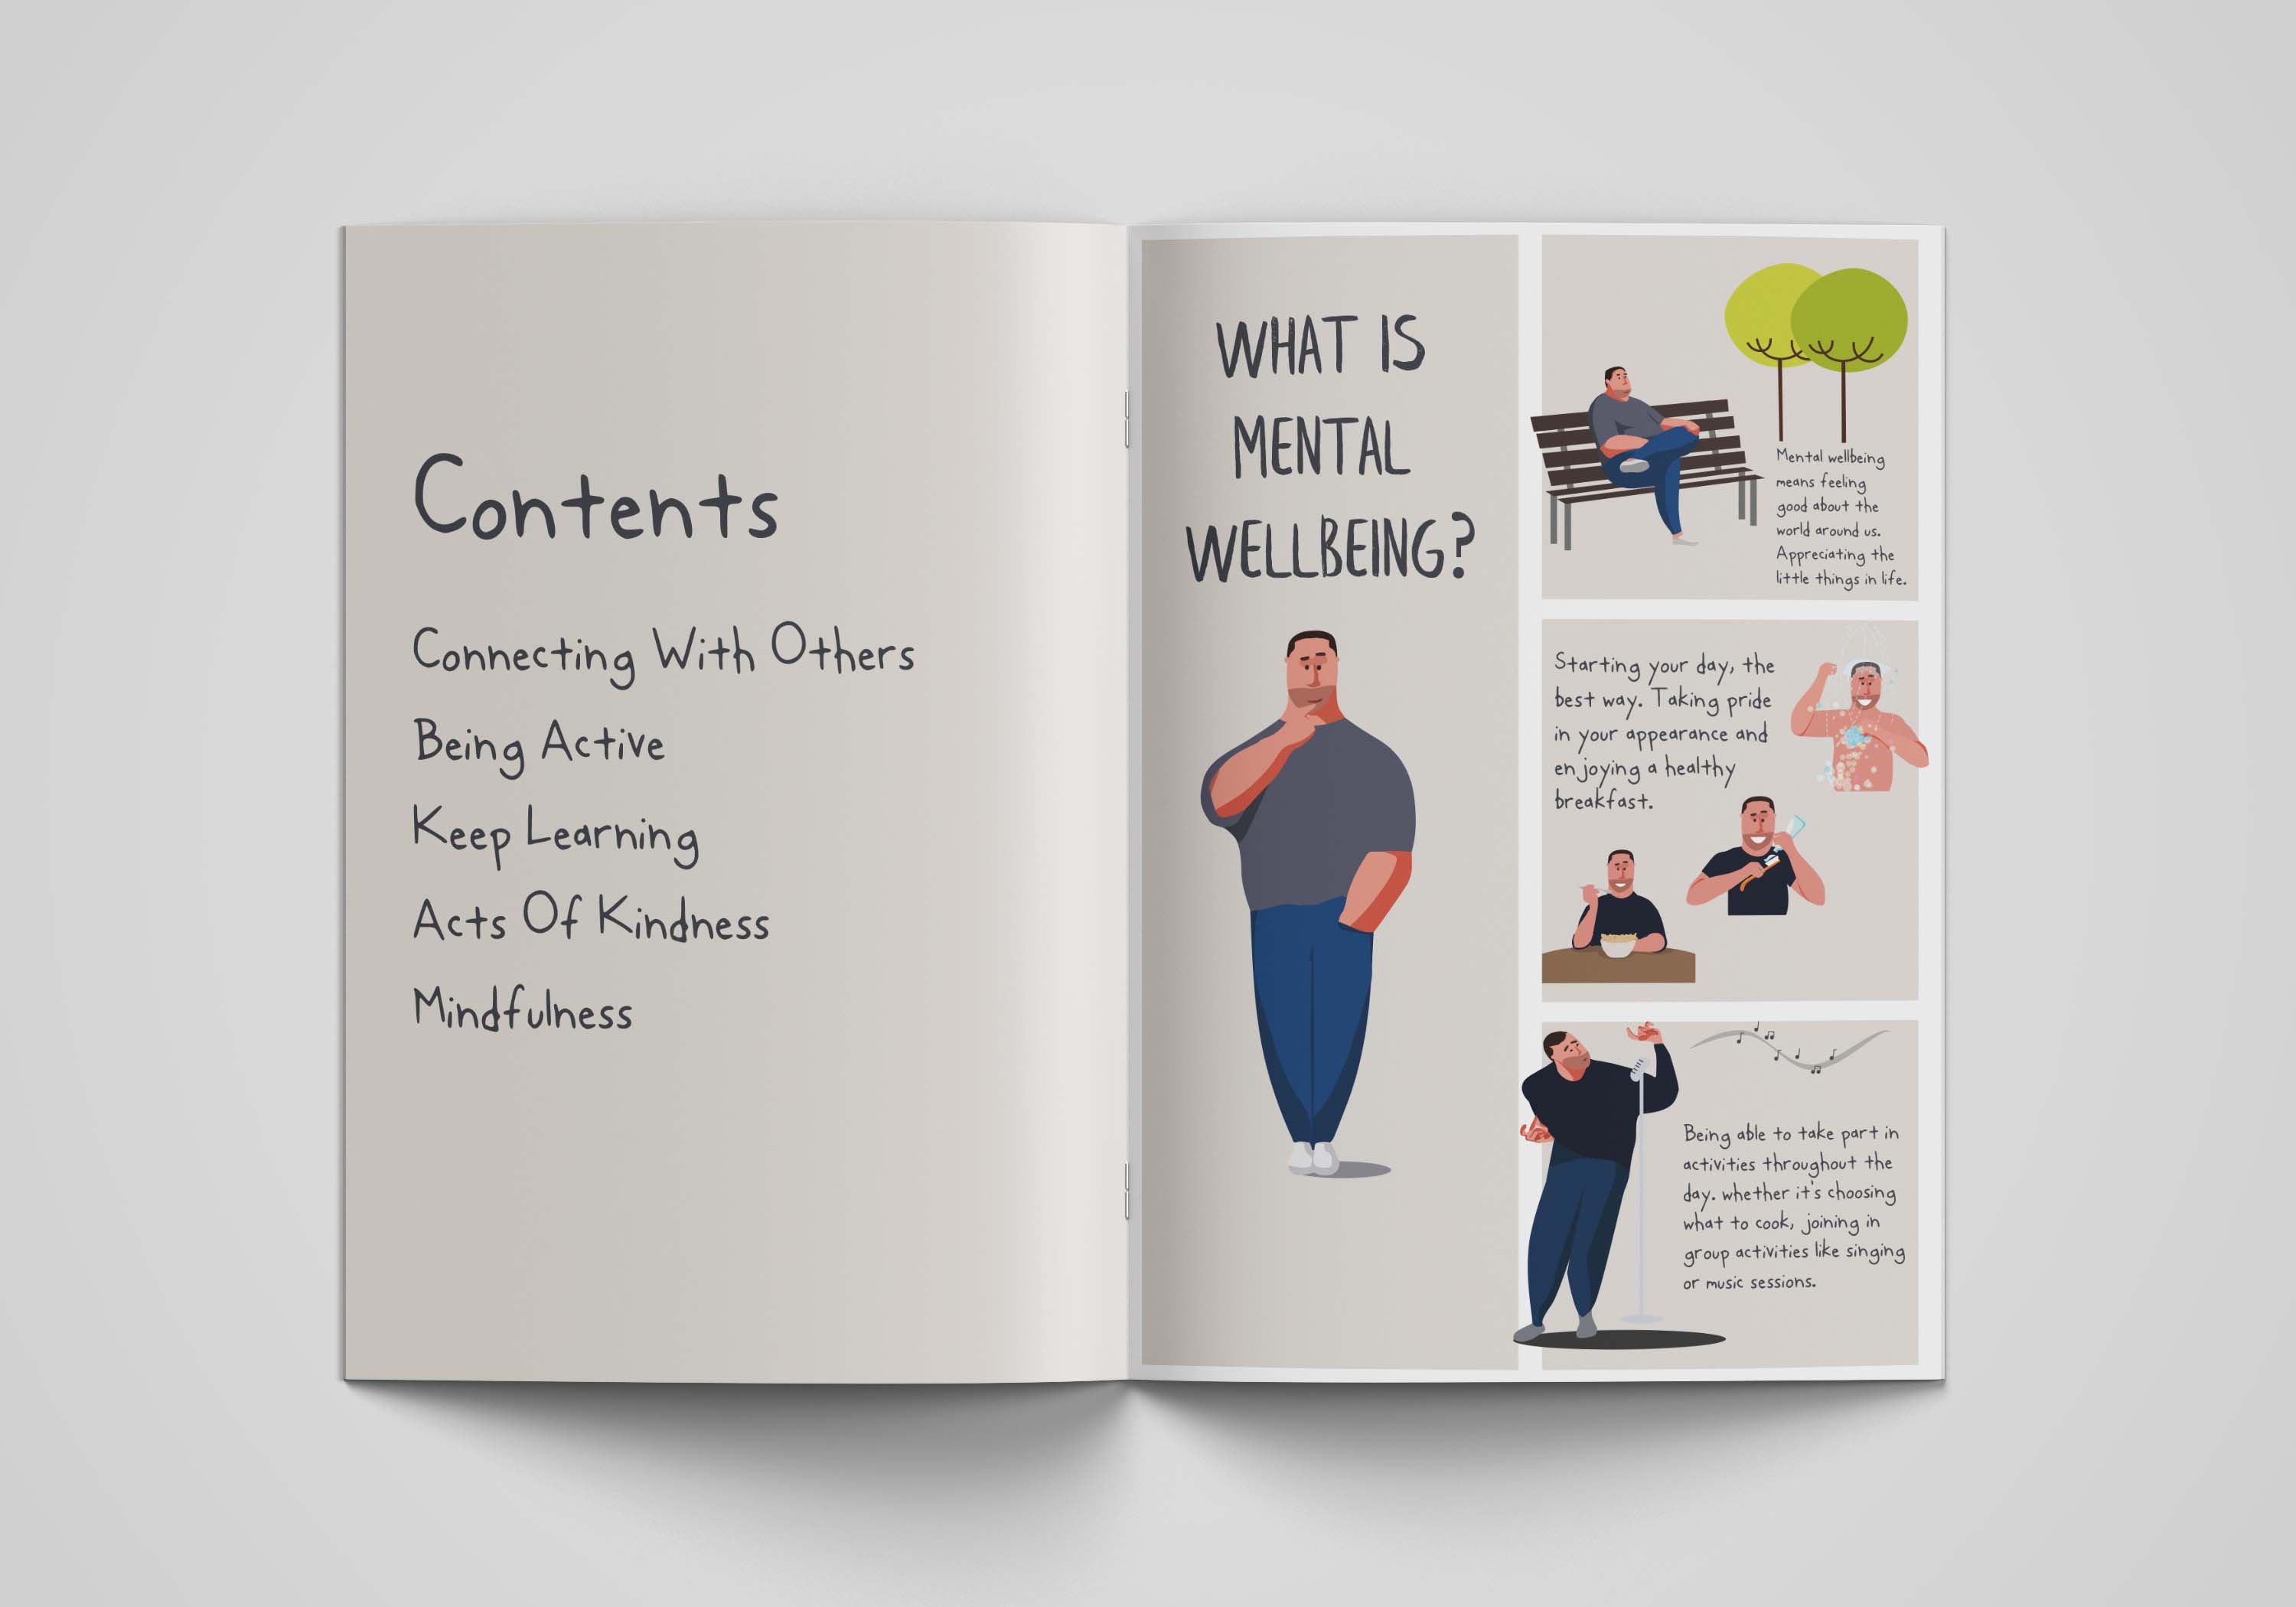 Contents
Connecting With Others
Being Active
Keep Learning
Acts Of Kindness
Mindfulness
WHAT IS
MENTAL
WELLBEING?
Mental wellbeing
means feeling
good about the
world around us.
Appreciating the
little things in life.
Starting your day, the
best way. Taking pride
in your appearance and
enjoying a healthy
breakfast.
Being able to take part in
activities throughout the
day. whether it's choosing
what to cook, joining in
group activities like singing
or music sessions.